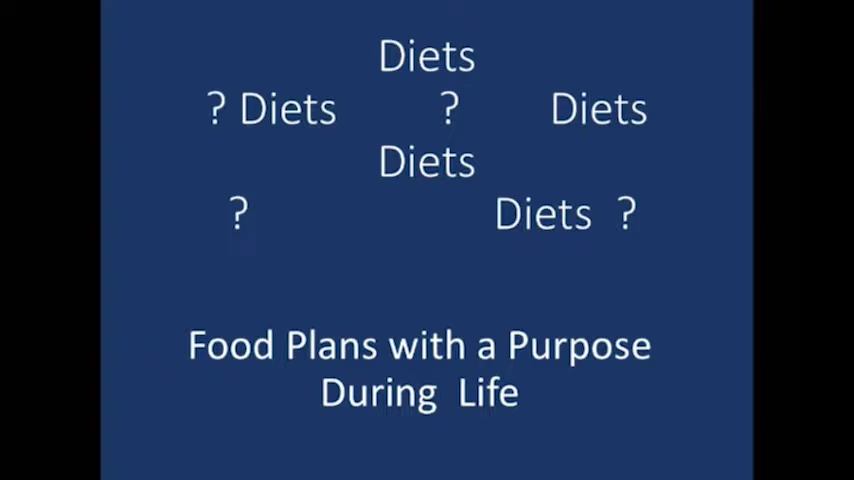 Diets
? Diets ? Diets
Diets
? Diets ?
Food Plans with a Purpose
During Life